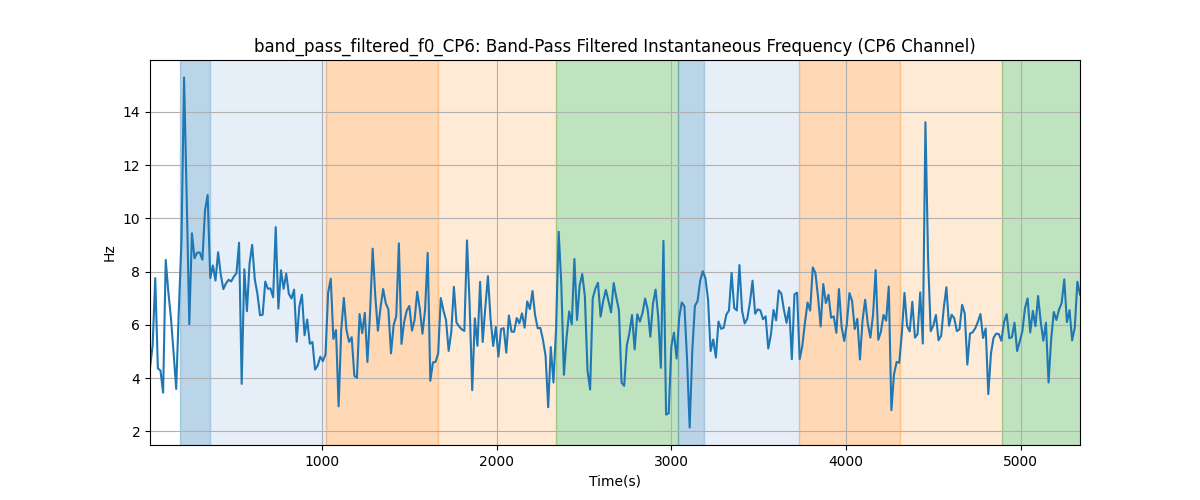 band_pass_filtered_f0_CP6: Band-Pass Filtered Instantaneous Frequency (CP6 Channel)
14
12
10
8
6
4
2
Hz
1000 2000 3000 4000 5000
Time(s)